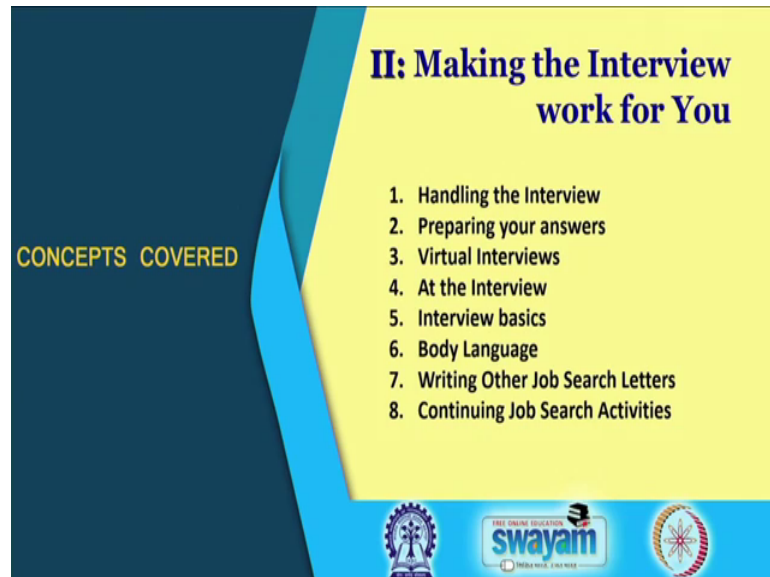 II: Making the Interview
work for You
CONCEPTS COVERED
1. Handling the Interview
2. Preparing your answers
3. Virtual Interviews
4. At the Interview
5. Interview basics
6. Body Language
7. Writing Other Job Search Letters
8. Continuing Job Search Activities
FREE ONLINE EDUCATION
swayam